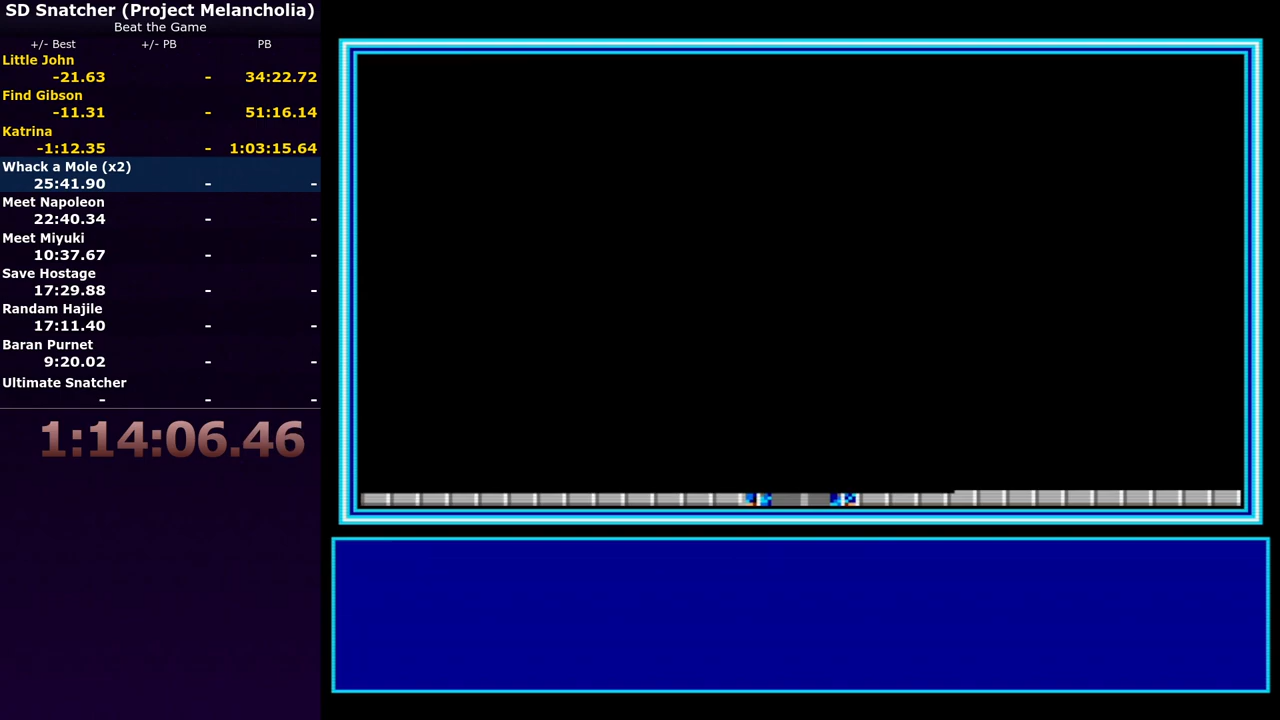 SD Snatcher (Project Melancholia)
Beat the Game
+/- Best +/- PB PB
Little John
-21.63 - 34:22.72
Find Gibson
-11.31 - 51:16.14
Katrina
-1:12.35 - 1:03:15.64
Whack a Mole (x2)
25:41.90 - -
Meet Napoleon
22:40.34 - -
Meet Miyuki
10:37.67 - -
Save Hostage
17:29.88 - -
Randam Hajile
17:11.40 - -
Baran Purnet
9:20.02 - -
Ultimate Snatcher
- - -
1:14:06.46